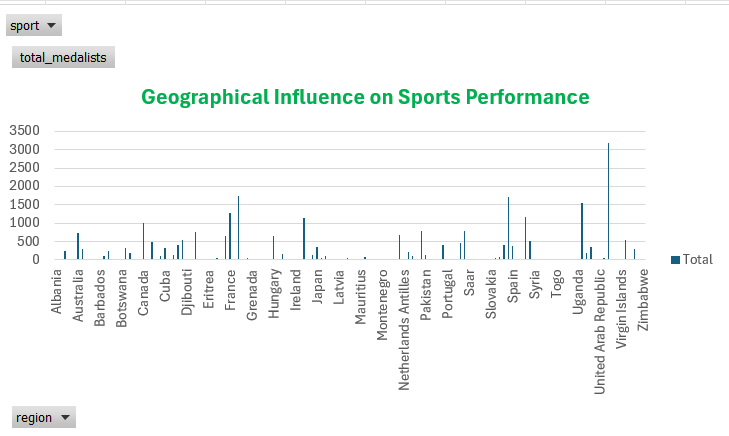 sport
total_medalists
Geographical Influence on Sports Performance
3500
3000
2500
2000
1500
1000
500
0
Total
Albania
Australia
Barbados
Botswana
Canada
Cuba
Djibouti
Eritrea
France
Grenada
Hungary
Ireland
Japan
Latvia
Mauritius
Montenegro
Netherlands Antilles
Pakistan
Portugal
Saar
Slovakia
Spain
Syria
Togo
Uganda
United Arab Republic
Virgin Islands
Zimbabwe
region